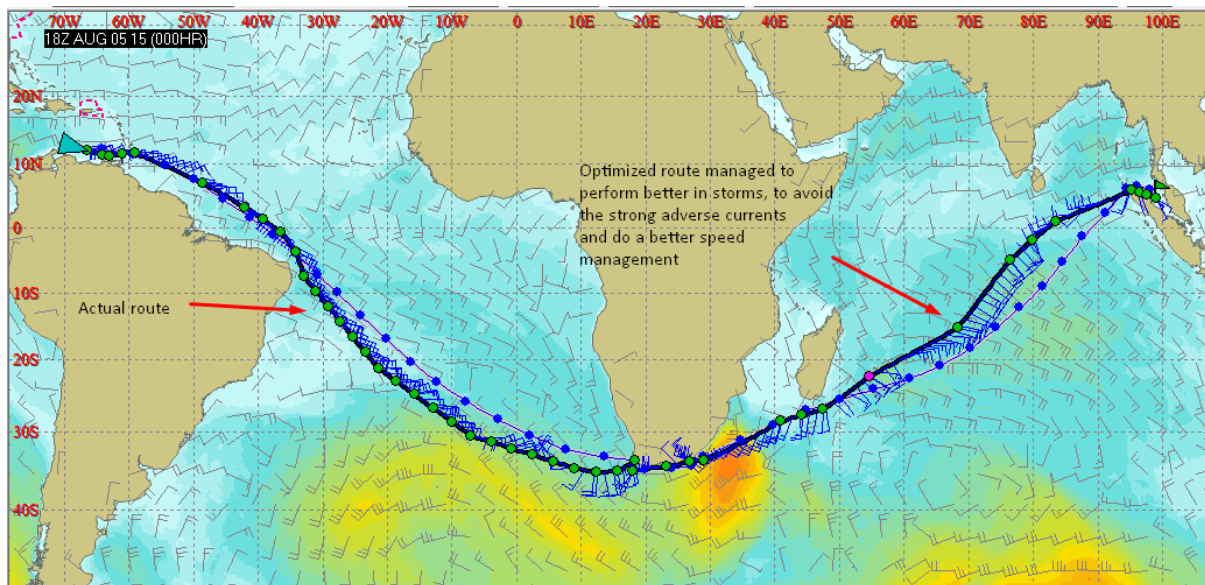 70W 60W 40W 30W 20W 10W 0 10E 20E 30E 40E 50E 60E 70E 80E 90E 100E
18Z AUG 05 15 (000HR)
20N
10N
Optimized route managed to
perform better in storms, to avoid
the strong adverse currents
and do a better speed
management
0
10S
Actual route
20S
30S
40S